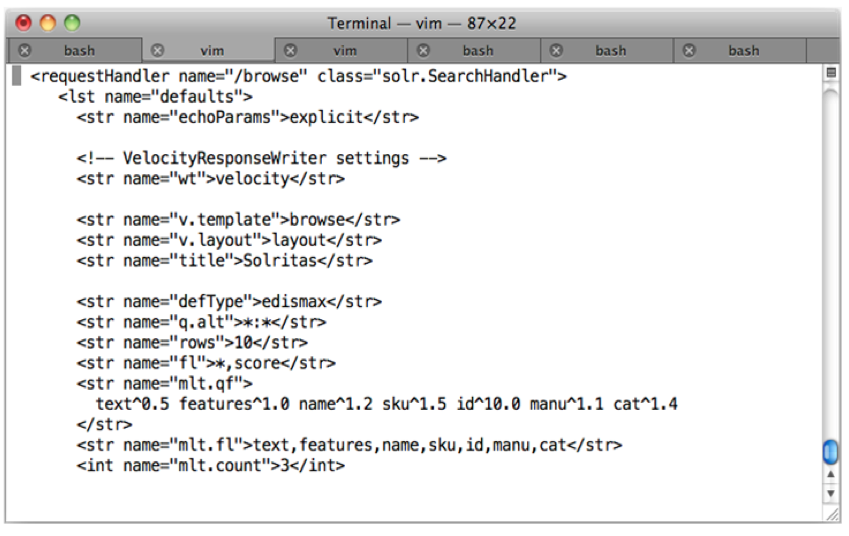 Terminal — vim — 87×22
bash vim vim bash bash bash
<requestHandler name="/browse" class="solr.SearchHandler">
<lst name="defaults">
<str name="echoParams">explicit</str>
<!-- VelocityResponseWriter settings -->
<str name="wt">velocity</str>
<str name="v.template">browse</str>
<str name="v.layout">layout</str>
<str name="title">Solritas</str>
<str name="defType">edismax</str>
<str name="q.alt">*:*</str>
<str name="rows">10</str>
<str name="fl">*,score</str>
<str name="mlt.qf">
text^0.5 features^1.0 name^1.2 sku^1.5 id^10.0 manu^1.1 cat^1.4
</str>
<str name="mlt.fl">text,features,name,sku,id,manu,cat</str>
<int name="mlt.count">3</int>